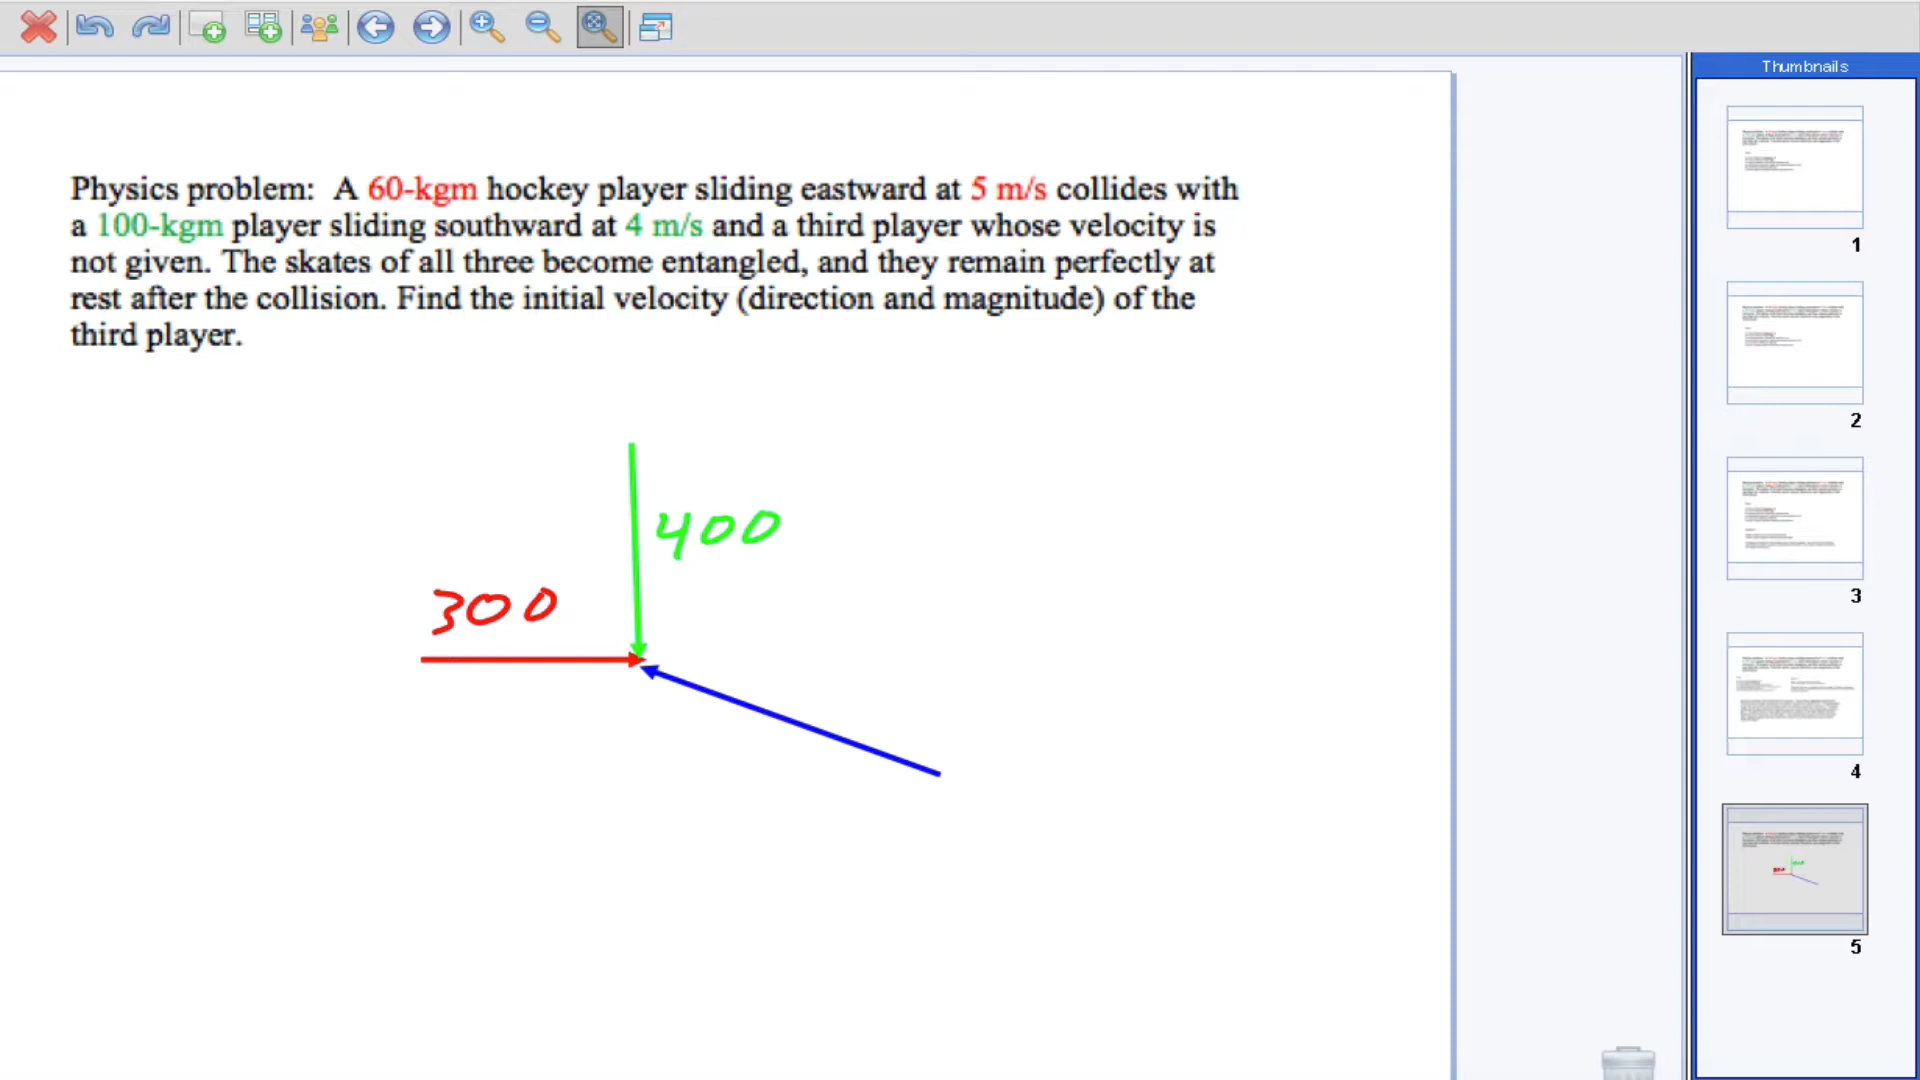 Thumbnails
Physics problem: A 60-kgm hockey player sliding eastward at 5 m/s collides with
a 100-kgm player sliding southward at 4 m/s and a third player whose velocity is
not given. The skates of all three become entangled, and they remain perfectly at
rest after the collision. Find the initial velocity (direction and magnitude) of the
third player.
400
300
1
2
3
4
5